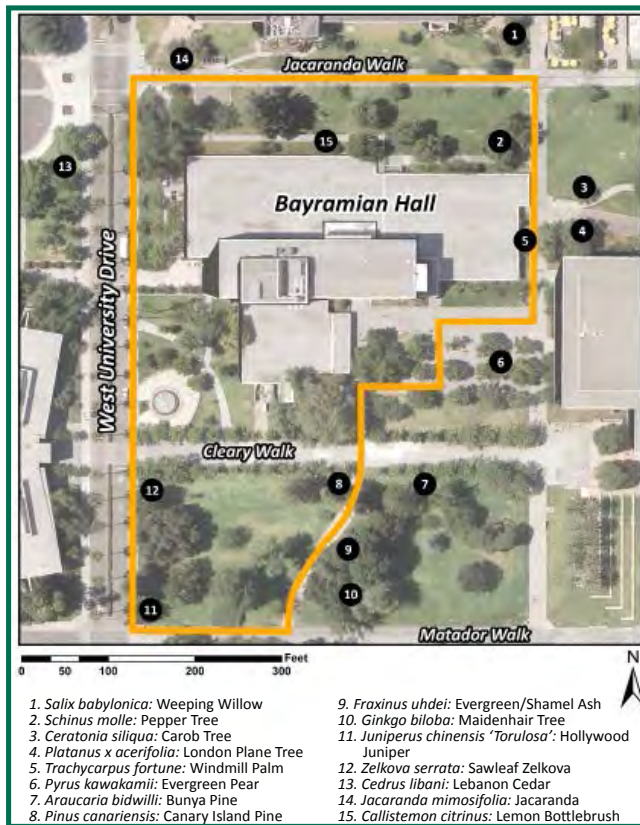 1
14
Jacaranda Walk
15
2
13
3
Bayramian Hall
4
5
West University Drive
6
Cleary Walk
12
8
7
9
10
11
Matador Walk
Feet
0 50 100 200 300
N
1. Salix babylonica: Weeping Willow
2. Schinus molle: Pepper Tree
3. Ceratonia siliqua: Carob Tree
4. Platanus x acerifolia: London Plane Tree
5. Trachycarpus fortune: Windmill Palm
6. Pyrus kawakamii: Evergreen Pear
7. Araucaria bidwilli: Bunya Pine
8. Pinus canariensis: Canary Island Pine
9. Fraxinus uhdei: Evergreen/Shamel Ash
10. Ginkgo biloba: Maidenhair Tree
11. Juniperus chinensis ‘Torulosa’: Hollywood
Juniper
12. Zelkova serrata: Sawleaf Zelkova
13. Cedrus libani: Lebanon Cedar
14. Jacaranda mimosifolia: Jacaranda
15. Callistemon citrinus: Lemon Bottlebrush